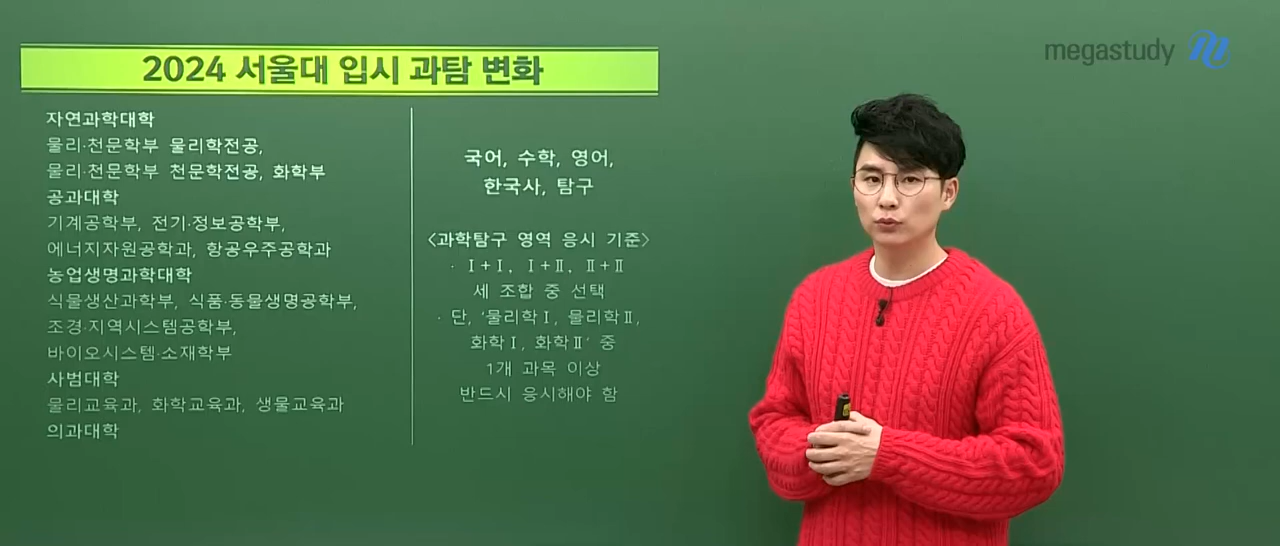 2024 서울대 입시 과탐 변화
megastudy
자연과학대학
물리·천문학부 물리학전공,
물리·천문학부 천문학전공, 화학부
공과대학
기계공학부, 전기·정보공학부,
에너지자원공학과, 항공우주공학과
농업생명과학대학
식물생산과학부, 식품·동물생명공학부,
조경·지역시스템공학부,
바이오시스템·소재학부
사범대학
물리교육과, 화학교육과, 생물교육과
의과대학
국어, 수학, 영어,
한국사, 탐구
<과학탐구 영역 응시 기준>
· Ⅰ+Ⅰ, Ⅰ+Ⅱ, Ⅱ+Ⅱ
세 조합 중 선택
· 단, '물리학Ⅰ, 물리학Ⅱ,
화학Ⅰ, 화학Ⅱ' 중
1개 과목 이상
반드시 응시해야 함